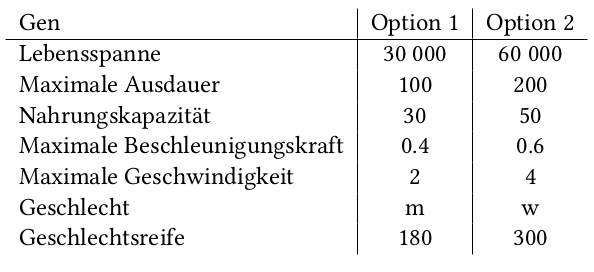 Gen Option 1 Option 2
Lebensspanne 30 000 60 000
Maximale Ausdauer 100 200
Nahrungskapazität 30 50
Maximale Beschleunigungskraft 0.4 0.6
Maximale Geschwindigkeit 2 4
Geschlecht m w
Geschlechtsreife 180 300